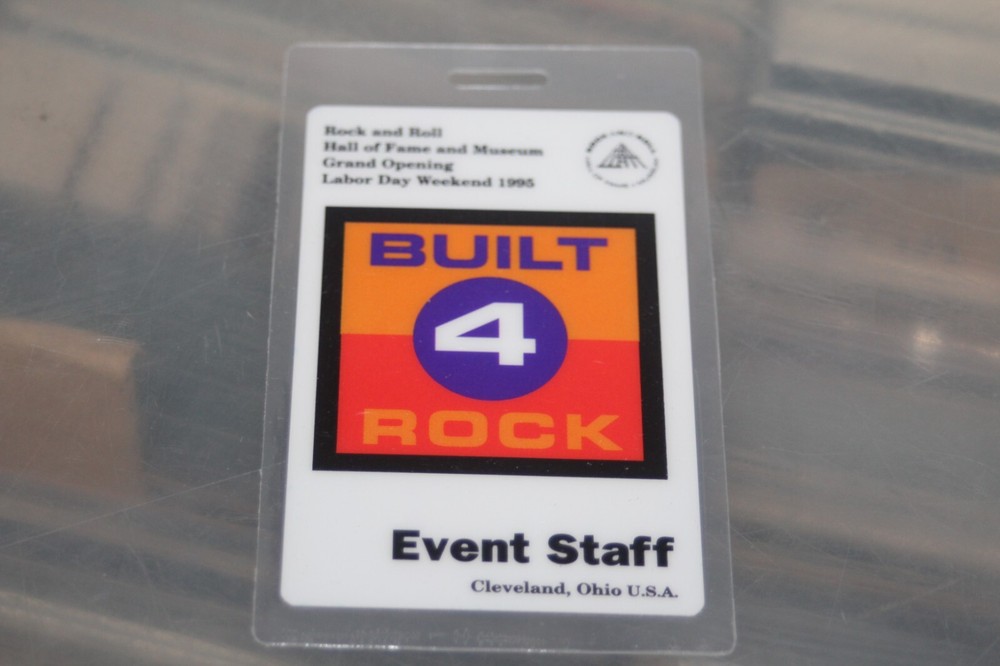 Rock and Roll
Hall of Fame and Museum
Grand Opening
Labor Day Weekend 1995
BUILT
4
ROCK
Event Staff
Cleveland, Ohio U.S.A.